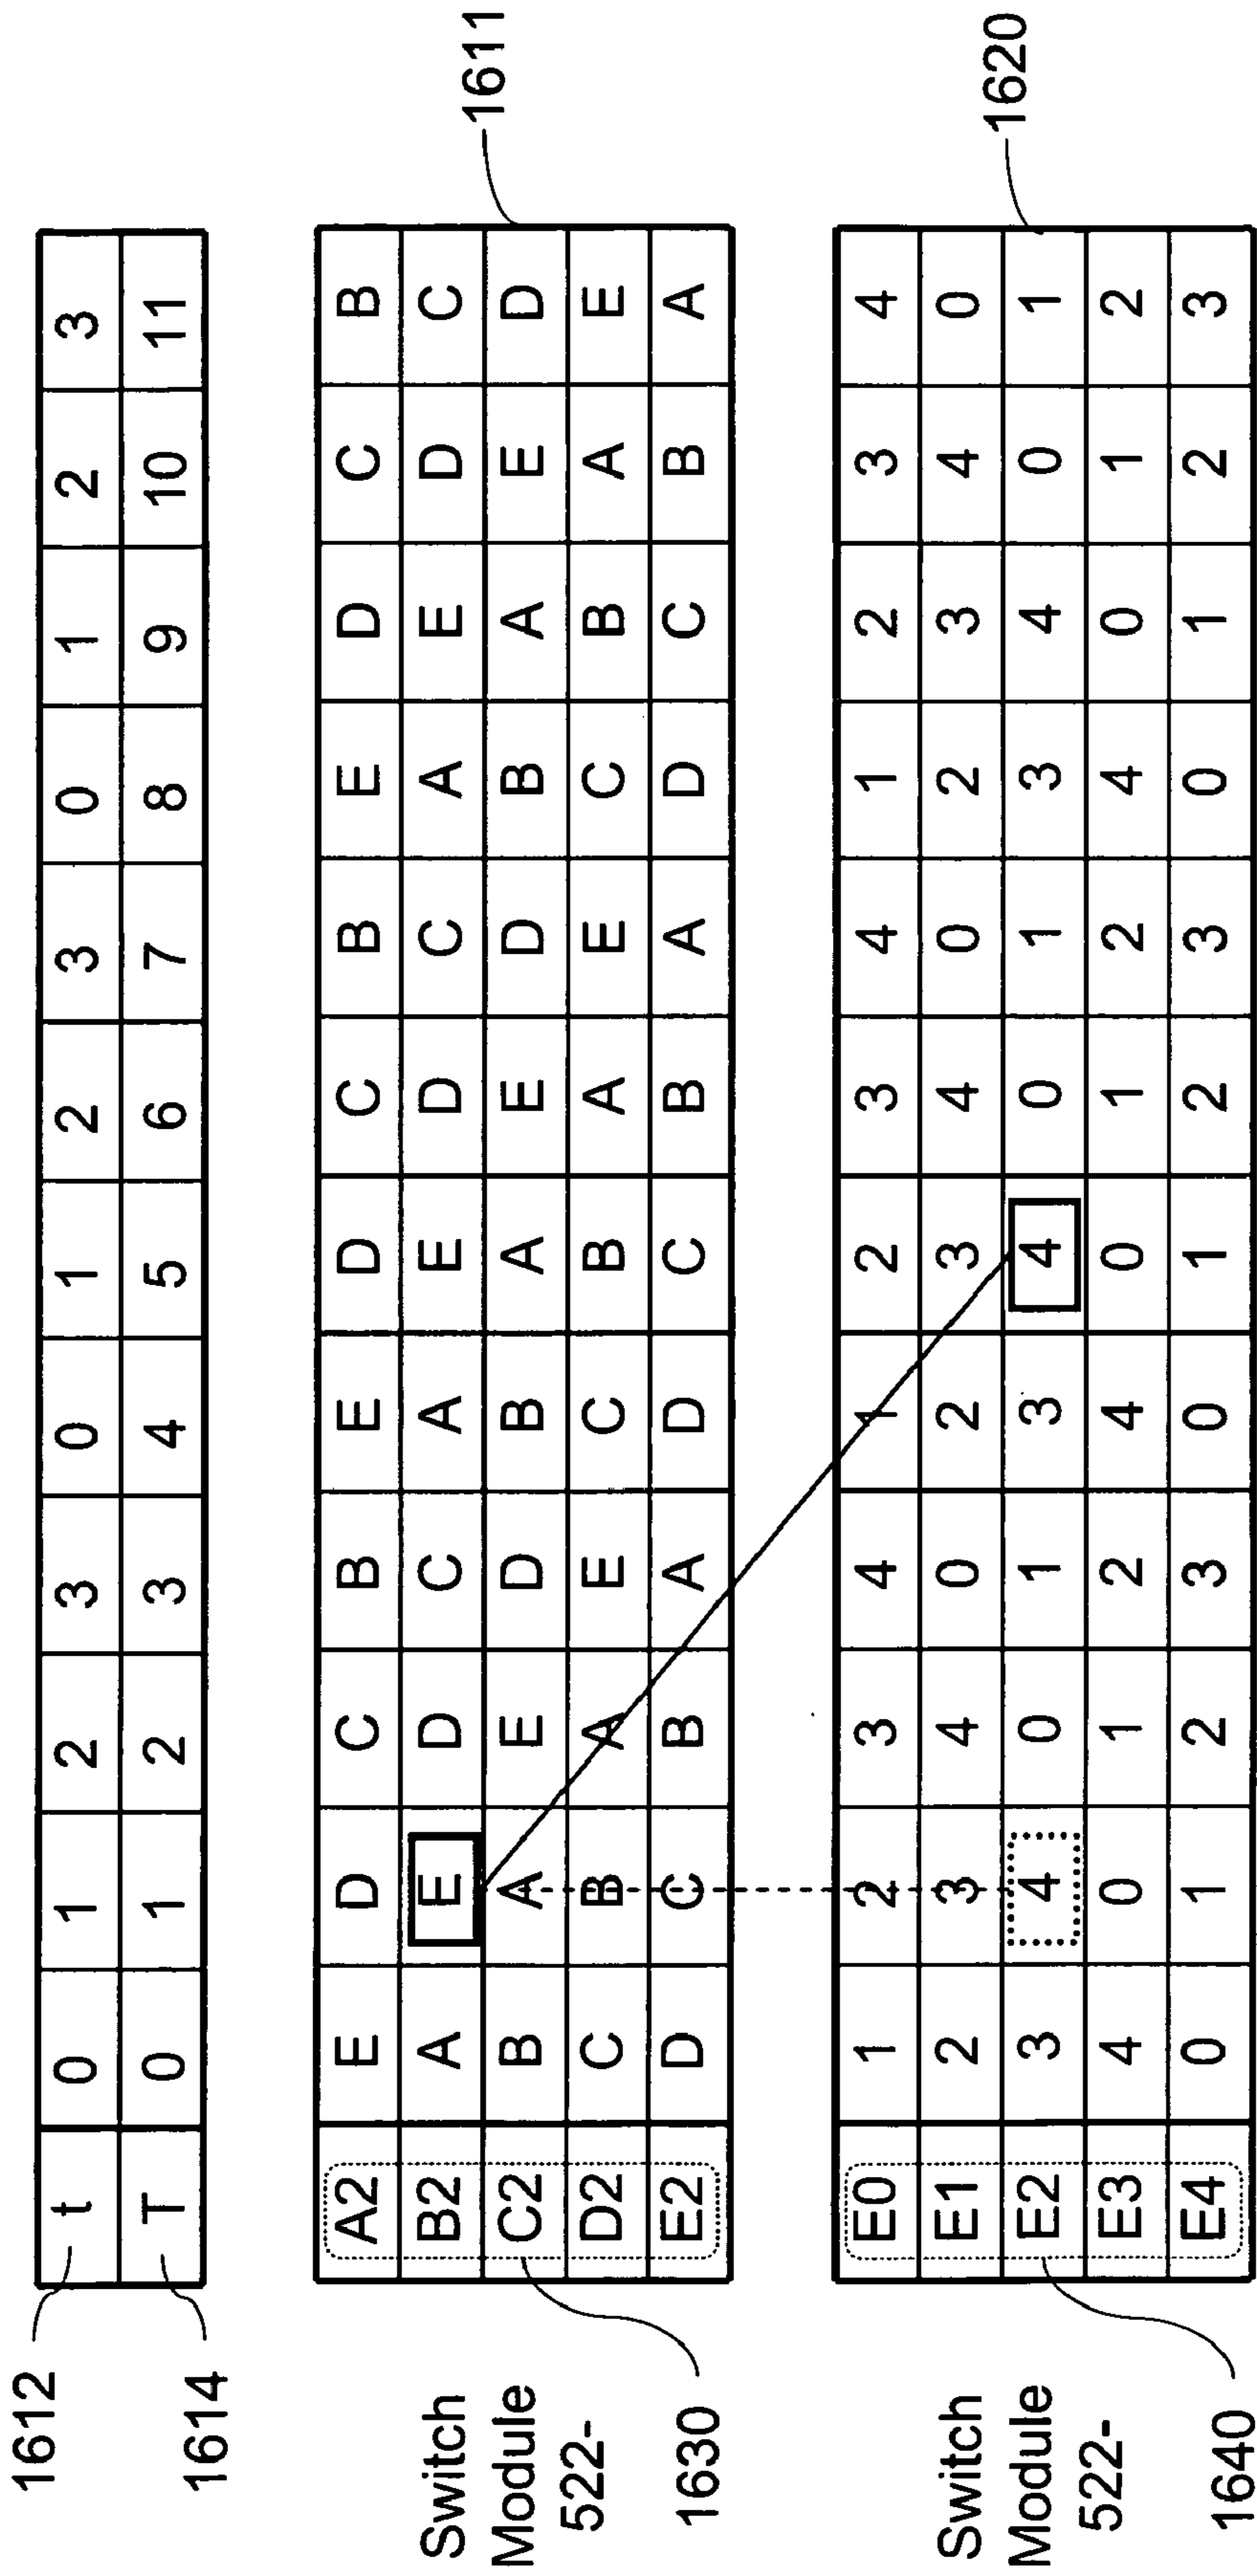 1612
t 0 1 2 3 0 1 2 3 0 1 2 3
T 0 1 2 3 4 5 6 7 8 9 10 11
1614
1611
A2 E D C B E D C B E D C B
B2 A E D C A E D C A E D C
C2 B A E D B A E D B A E D
D2 C B A E C B A E C B A E
E2 D C B A D C B A D C B A
Switch
Module
522-
1630
1620
E0 1 2 3 4 1 2 3 4 1 2 3 4
E1 2 3 4 0 2 3 4 0 2 3 4 0
E2 3 4 0 1 3 4 0 1 3 4 0 1
E3 4 0 1 2 4 0 1 2 4 0 1 2
E4 0 1 2 3 0 1 2 3 0 1 2 3
Switch
Module
522-
1640